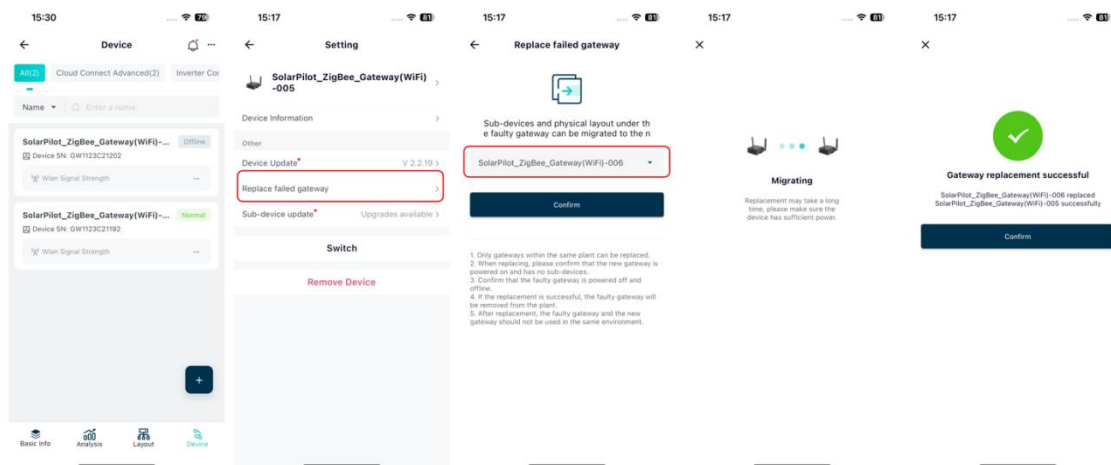 15:30
79
Device
All(2)
Cloud Connect Advanced(2)
Inverter Cor
Name
Enter a name.
SolarPilot_ZigBee_Gateway(WiFi)-...
Offline
Device SN: GW1123C21202
Wlan Signal Strength
--
SolarPilot_ZigBee_Gateway(WiFi)-...
Normal
Device SN: GW1123C21192
Wlan Signal Strength
--
+
Basic Info
Analysis
Layout
Device
15:17
81
Setting
SolarPilot_ZigBee_Gateway(WiFi)
-005
Device Information
Other
Device Update*
V 2.2.19
Replace failed gateway
Sub-device update*
Upgrades available
Switch
Remove Device
15:17
81
Replace failed gateway
Sub-devices and physical layout under th
e faulty gateway can be migrated to the n
SolarPilot_ZigBee_Gateway(WiFi)-006
Confirm
1. Only gateways within the same plant can be replaced.
2. When replacing, please confirm that the new gateway is
powered on and has no sub-devices.
3. Confirm that the faulty gateway is powered off and
offline.
4. If the replacement is successful, the faulty gateway will
be removed from the plant.
5. After replacement, the faulty gateway and the new
gateway should not be used in the same environment.
15:17
81
Migrating
Replacement may take a long
time, please make sure the
device has sufficient power.
15:17
81
Gateway replacement successful
SolarPilot_ZigBee_Gateway(WiFi)-006 replaced
SolarPilot_ZigBee_Gateway(WiFi)-005 successfully
Confirm